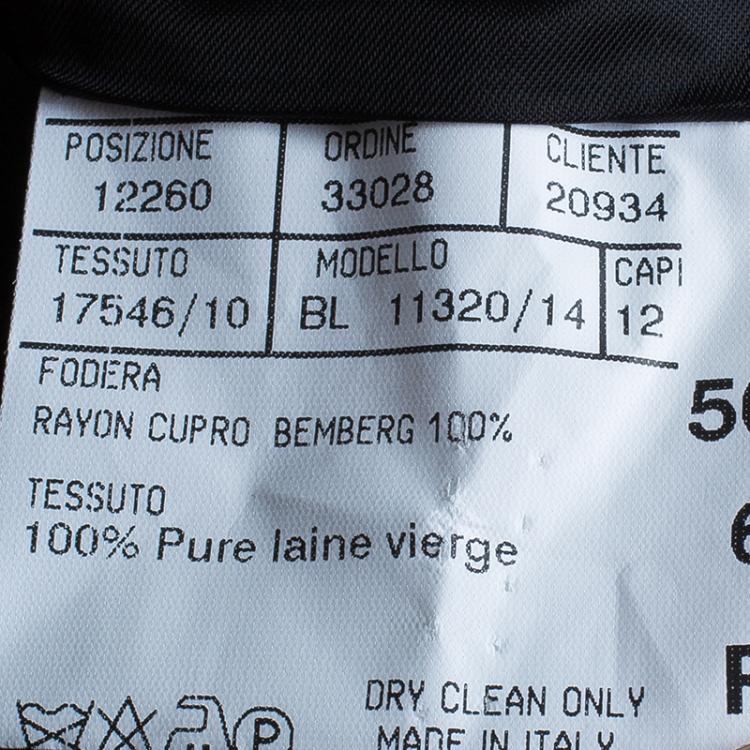 POSIZIONE ORDINE CLIENTE
12260 33028 20934
TESSUTO MODELLO CAPI
17546/10 BL 11320/14 12
FODERA
RAYON CUPRO BEMBERG 100%
TESSUTO
100% Pure laine vierge
P
DRY CLEAN ONLY
MADE IN ITALY